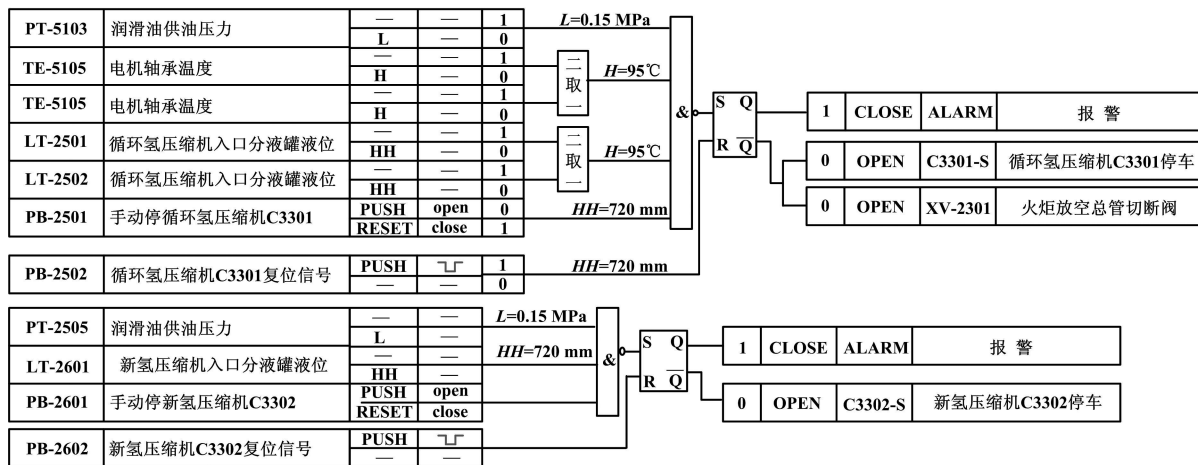 PT-5103 润滑油供油压力 — — 1 L=0.15 MPa
L — 0
TE-5105 电机轴承温度 — — 1
H — 0
二取一 H=95℃
TE-5105 电机轴承温度 — — 1
H — 0
LT-2501 循环氢压缩机入口分液罐液位 — — 1
HH — 0
二取一 H=95℃
LT-2502 循环氢压缩机入口分液罐液位 — — 1
HH — 0
PB-2501 手动停循环氢压缩机C3301 PUSH open 0 HH=720 mm
RESET close 1
&
S Q
R Q̅
1 CLOSE ALARM 报 警
0 OPEN C3301-S 循环氢压缩机C3301停车
0 OPEN XV-2301 火炬放空总管切断阀
PB-2502 循环氢压缩机C3301复位信号 PUSH 1 HH=720 mm
— — 0
PT-2505 润滑油供油压力 — — L=0.15 MPa
L —
LT-2601 新氢压缩机入口分液罐液位 — — HH=720 mm
HH —
PB-2601 手动停新氢压缩机C3302 PUSH open
RESET close
&
S Q
R Q̅
1 CLOSE ALARM 报 警
0 OPEN C3302-S 新氢压缩机C3302停车
PB-2602 新氢压缩机C3302复位信号 PUSH
— —